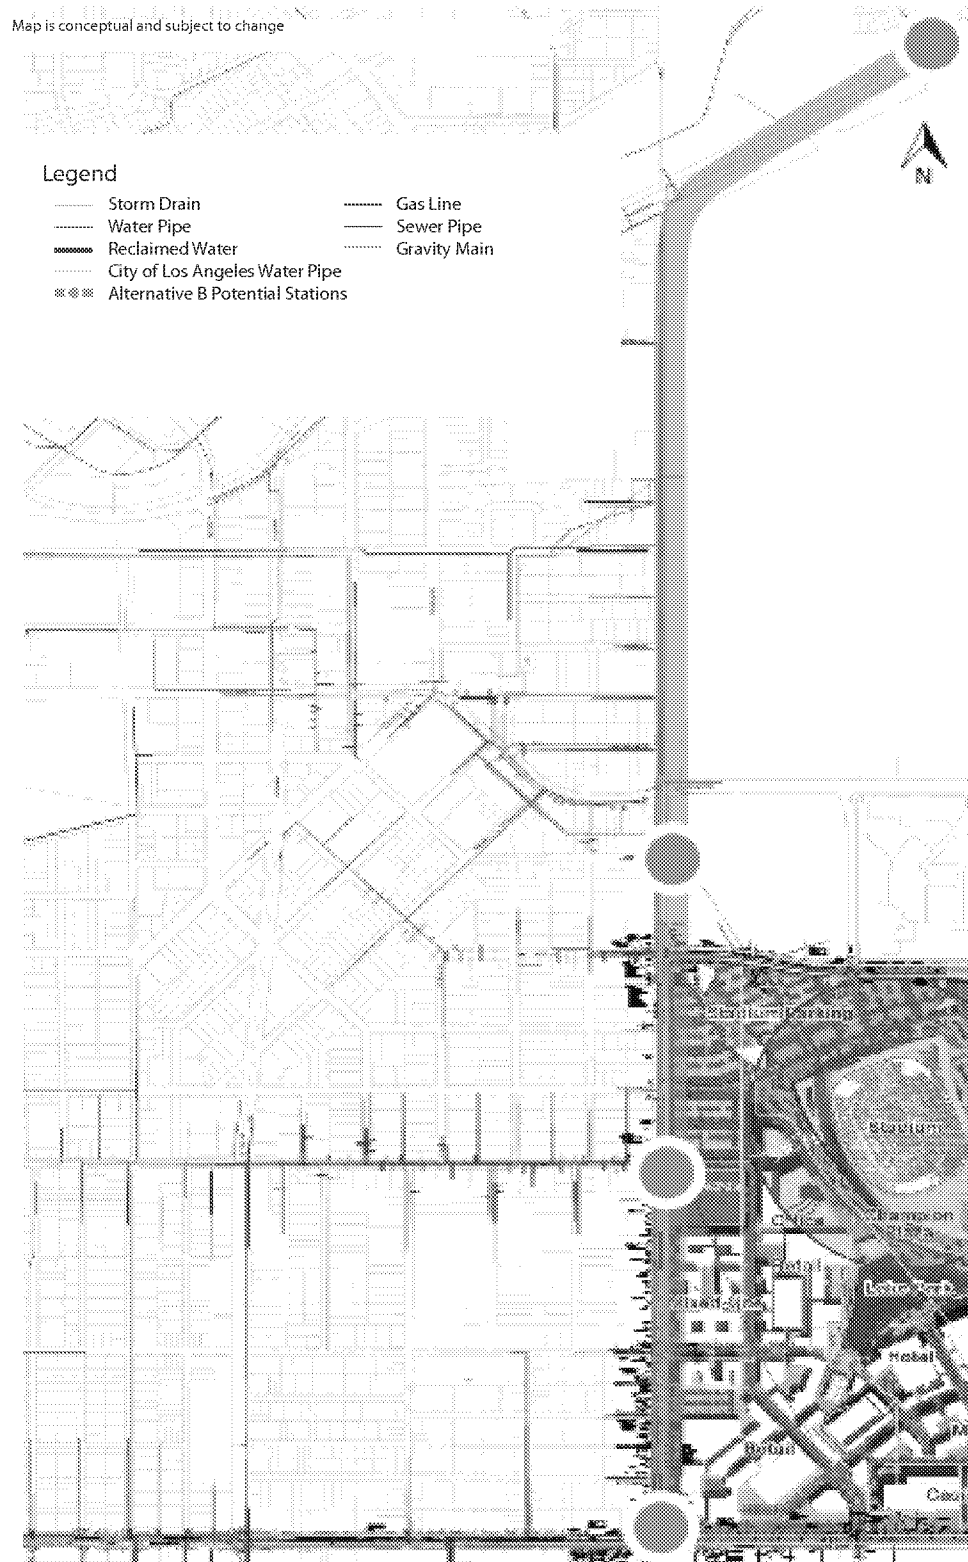 Map is conceptual and subject to change
N
Legend
Storm Drain
Water Pipe
Reclaimed Water
City of Los Angeles Water Pipe
Alternative B Potential Stations
Gas Line
Sewer Pipe
Gravity Main
Stadium Parking
Stadium
Champion
Plaza
Office
Retail
Lake Park
Hotel
Retail